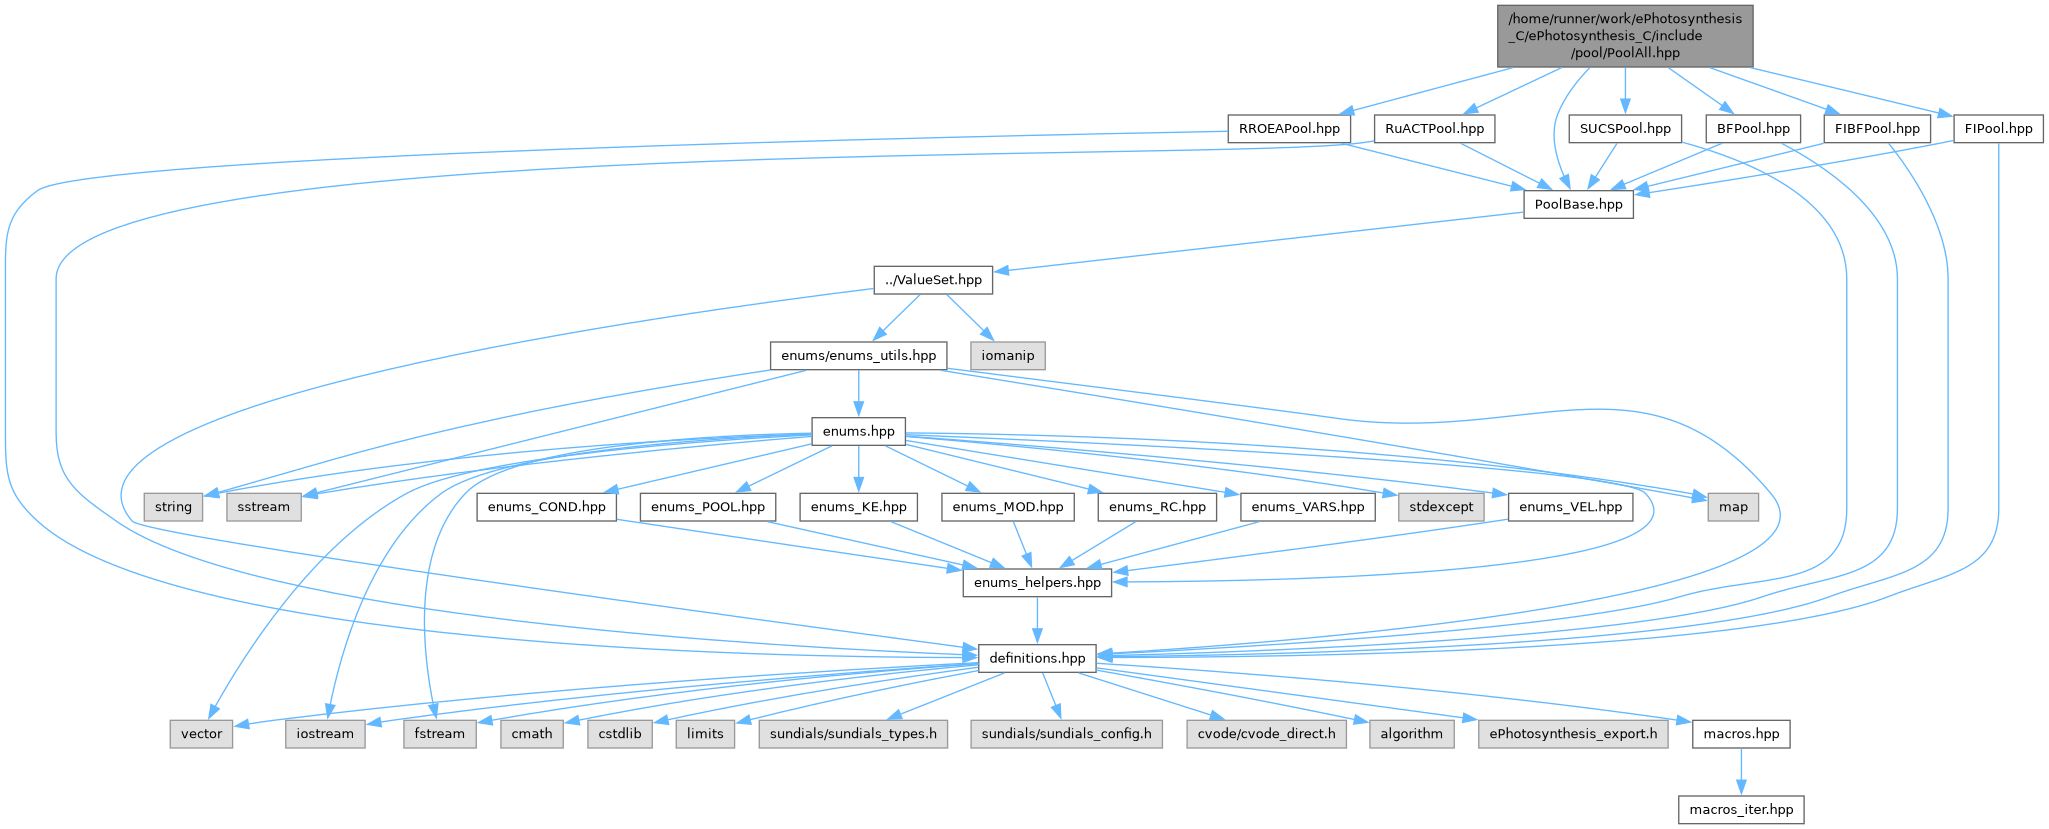 /home/runner/work/ePhotosynthesis
_C/ePhotosynthesis_C/include
/pool/PoolAll.hpp
RROEAPool.hpp
RuACTPool.hpp
SUCSPool.hpp
BFPool.hpp
FIBFPool.hpp
FIPool.hpp
PoolBase.hpp
../ValueSet.hpp
enums/enums_utils.hpp
iomanip
enums.hpp
string
sstream
enums_COND.hpp
enums_POOL.hpp
enums_KE.hpp
enums_MOD.hpp
enums_RC.hpp
enums_VARS.hpp
stdexcept
enums_VEL.hpp
map
enums_helpers.hpp
definitions.hpp
vector
iostream
fstream
cmath
cstdlib
limits
sundials/sundials_types.h
sundials/sundials_config.h
cvode/cvode_direct.h
algorithm
ePhotosynthesis_export.h
macros.hpp
macros_iter.hpp